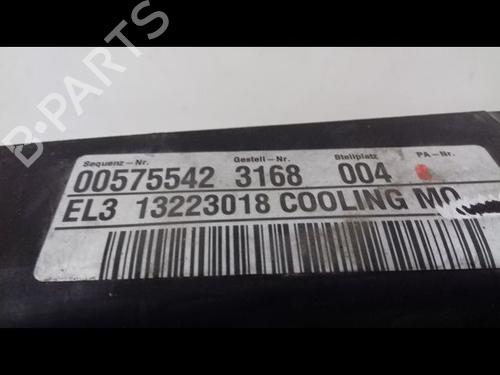 B-PARTS
Sequenz-Nr. Gestell-Nr. Stellplatz PA-Nr.
00575542 3168 004
EL3 13223018 COOLING MO